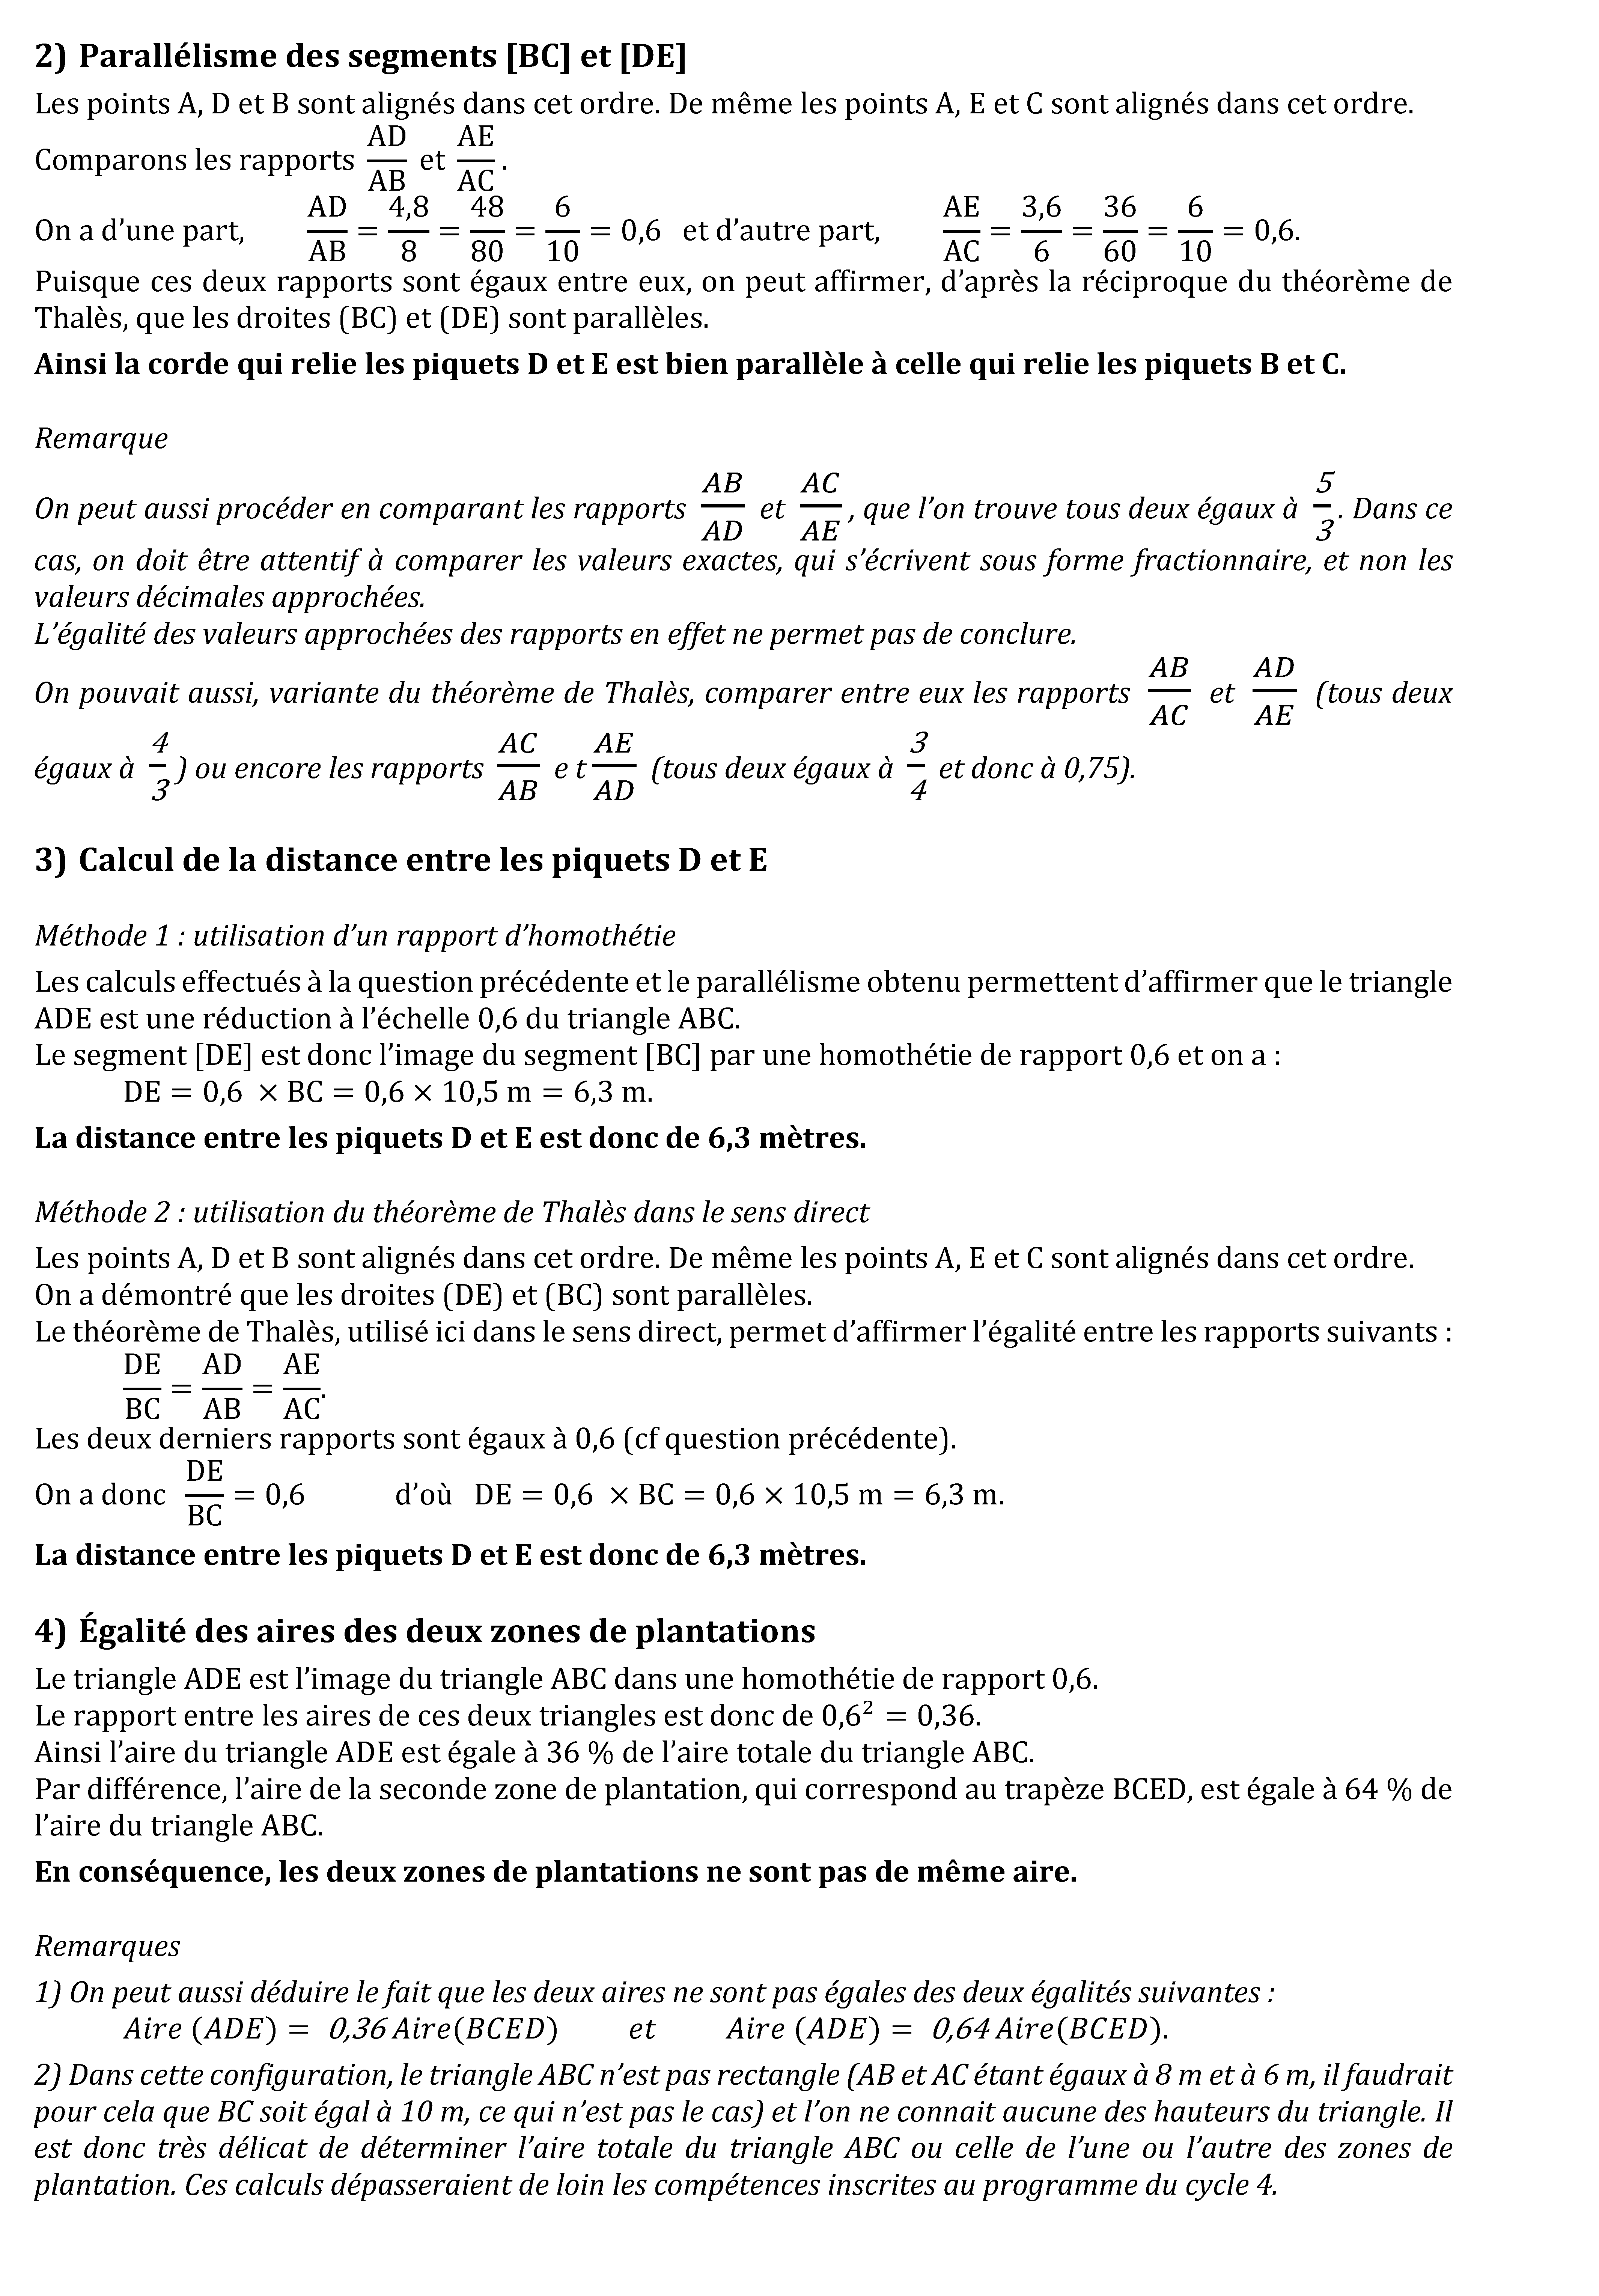 2) Parallélisme des segments [BC] et [DE]
Les points A, D et B sont alignés dans cet ordre. De même les points A, E et C sont alignés dans cet ordre.
Comparons les rapports AD/AB et AE/AC.
On a d’une part, AD/AB = 4,8/8 = 48/80 = 6/10 = 0,6 et d’autre part, AE/AC = 3,6/6 = 36/60 = 6/10 = 0,6.
Puisque ces deux rapports sont égaux entre eux, on peut affirmer, d’après la réciproque du théorème de
Thalès, que les droites (BC) et (DE) sont parallèles.
Ainsi la corde qui relie les piquets D et E est bien parallèle à celle qui relie les piquets B et C.
Remarque
On peut aussi procéder en comparant les rapports AB/AD et AC/AE, que l’on trouve tous deux égaux à 5/3. Dans ce
cas, on doit être attentif à comparer les valeurs exactes, qui s’écrivent sous forme fractionnaire, et non les
valeurs décimales approchées.
L’égalité des valeurs approchées des rapports en effet ne permet pas de conclure.
On pouvait aussi, variante du théorème de Thalès, comparer entre eux les rapports AB/AC et AD/AE (tous deux
égaux à 4/3) ou encore les rapports AC/AB e t AE/AD (tous deux égaux à 3/4 et donc à 0,75).
3) Calcul de la distance entre les piquets D et E
Méthode 1 : utilisation d’un rapport d’homothétie
Les calculs effectués à la question précédente et le parallélisme obtenu permettent d’affirmer que le triangle
ADE est une réduction à l’échelle 0,6 du triangle ABC.
Le segment [DE] est donc l’image du segment [BC] par une homothétie de rapport 0,6 et on a :
DE = 0,6 × BC = 0,6 × 10,5 m = 6,3 m.
La distance entre les piquets D et E est donc de 6,3 mètres.
Méthode 2 : utilisation du théorème de Thalès dans le sens direct
Les points A, D et B sont alignés dans cet ordre. De même les points A, E et C sont alignés dans cet ordre.
On a démontré que les droites (DE) et (BC) sont parallèles.
Le théorème de Thalès, utilisé ici dans le sens direct, permet d’affirmer l’égalité entre les rapports suivants :
DE/BC = AD/AB = AE/AC.
Les deux derniers rapports sont égaux à 0,6 (cf question précédente).
On a donc DE/BC = 0,6 d’où DE = 0,6 × BC = 0,6 × 10,5 m = 6,3 m.
La distance entre les piquets D et E est donc de 6,3 mètres.
4) Égalité des aires des deux zones de plantations
Le triangle ADE est l’image du triangle ABC dans une homothétie de rapport 0,6.
Le rapport entre les aires de ces deux triangles est donc de 0,6² = 0,36.
Ainsi l’aire du triangle ADE est égale à 36 % de l’aire totale du triangle ABC.
Par différence, l’aire de la seconde zone de plantation, qui correspond au trapèze BCED, est égale à 64 % de
l’aire du triangle ABC.
En conséquence, les deux zones de plantations ne sont pas de même aire.
Remarques
1) On peut aussi déduire le fait que les deux aires ne sont pas égales des deux égalités suivantes :
Aire (ADE) = 0,36 Aire(BCED) et Aire (ADE) = 0,64 Aire(BCED).
2) Dans cette configuration, le triangle ABC n’est pas rectangle (AB et AC étant égaux à 8 m et à 6 m, il faudrait
pour cela que BC soit égal à 10 m, ce qui n’est pas le cas) et l’on ne connait aucune des hauteurs du triangle. Il
est donc très délicat de déterminer l’aire totale du triangle ABC ou celle de l’une ou l’autre des zones de
plantation. Ces calculs dépasseraient de loin les compétences inscrites au programme du cycle 4.